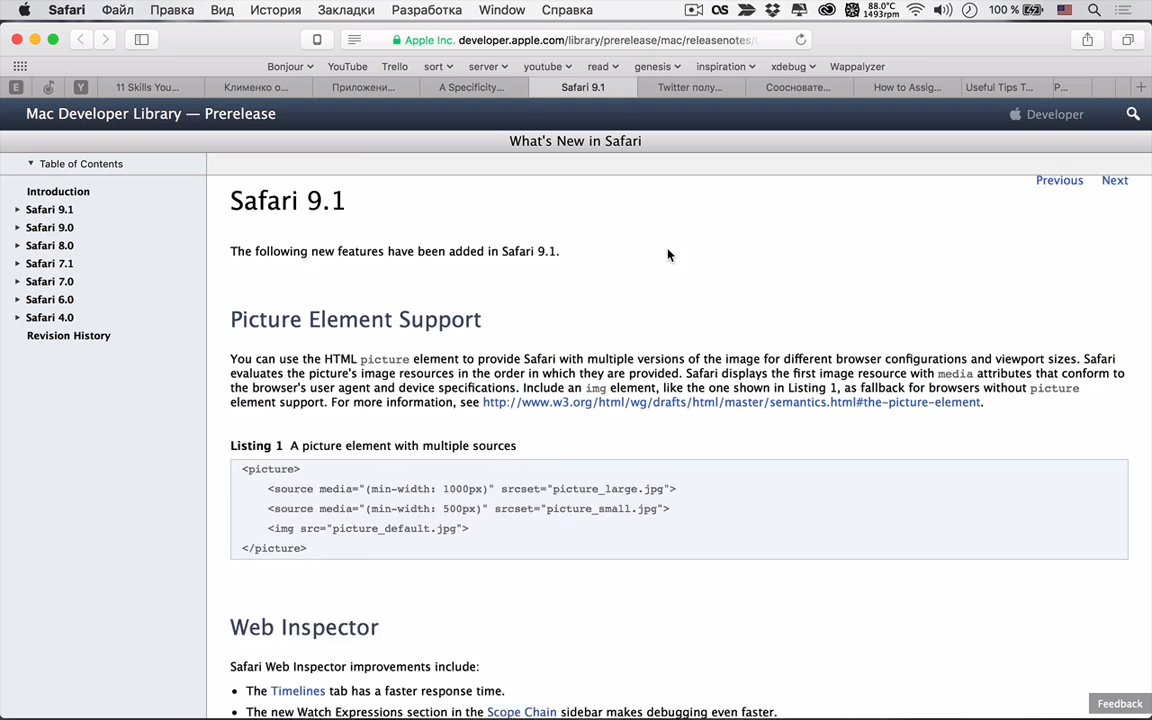 Safari Файл Правка Вид История Закладки Разработка Window Справка 88.0°C 1493rpm 100 %
Apple Inc. developer.apple.com/library/prerelease/mac/releasenotes/
Bonjour YouTube Trello sort server youtube read genesis inspiration xdebug Wappalyzer
E Y 11 Skills You... Клименко о... Приложени... A Specificity... Safari 9.1 Twitter полу... Соосновате... How to Assig... Useful Tips T... P...
Mac Developer Library — Prerelease Developer
What's New in Safari
Table of Contents
Previous Next
Introduction
Safari 9.1
Safari 9.0
Safari 8.0
Safari 7.1
Safari 7.0
Safari 6.0
Safari 4.0
Revision History
Safari 9.1
The following new features have been added in Safari 9.1.
Picture Element Support
You can use the HTML picture element to provide Safari with multiple versions of the image for different browser configurations and viewport sizes. Safari
evaluates the picture's image resources in the order in which they are provided. Safari displays the first image resource with media attributes that conform to
the browser's user agent and device specifications. Include an img element, like the one shown in Listing 1, as fallback for browsers without picture
element support. For more information, see http://www.w3.org/html/wg/drafts/html/master/semantics.html#the-picture-element.
Listing 1 A picture element with multiple sources
<picture>
<source media="(min-width: 1000px)" srcset="picture_large.jpg">
<source media="(min-width: 500px)" srcset="picture_small.jpg">
<img src="picture_default.jpg">
</picture>
Web Inspector
Safari Web Inspector improvements include:
• The Timelines tab has a faster response time.
• The new Watch Expressions section in the Scope Chain sidebar makes debugging even faster.
Feedback